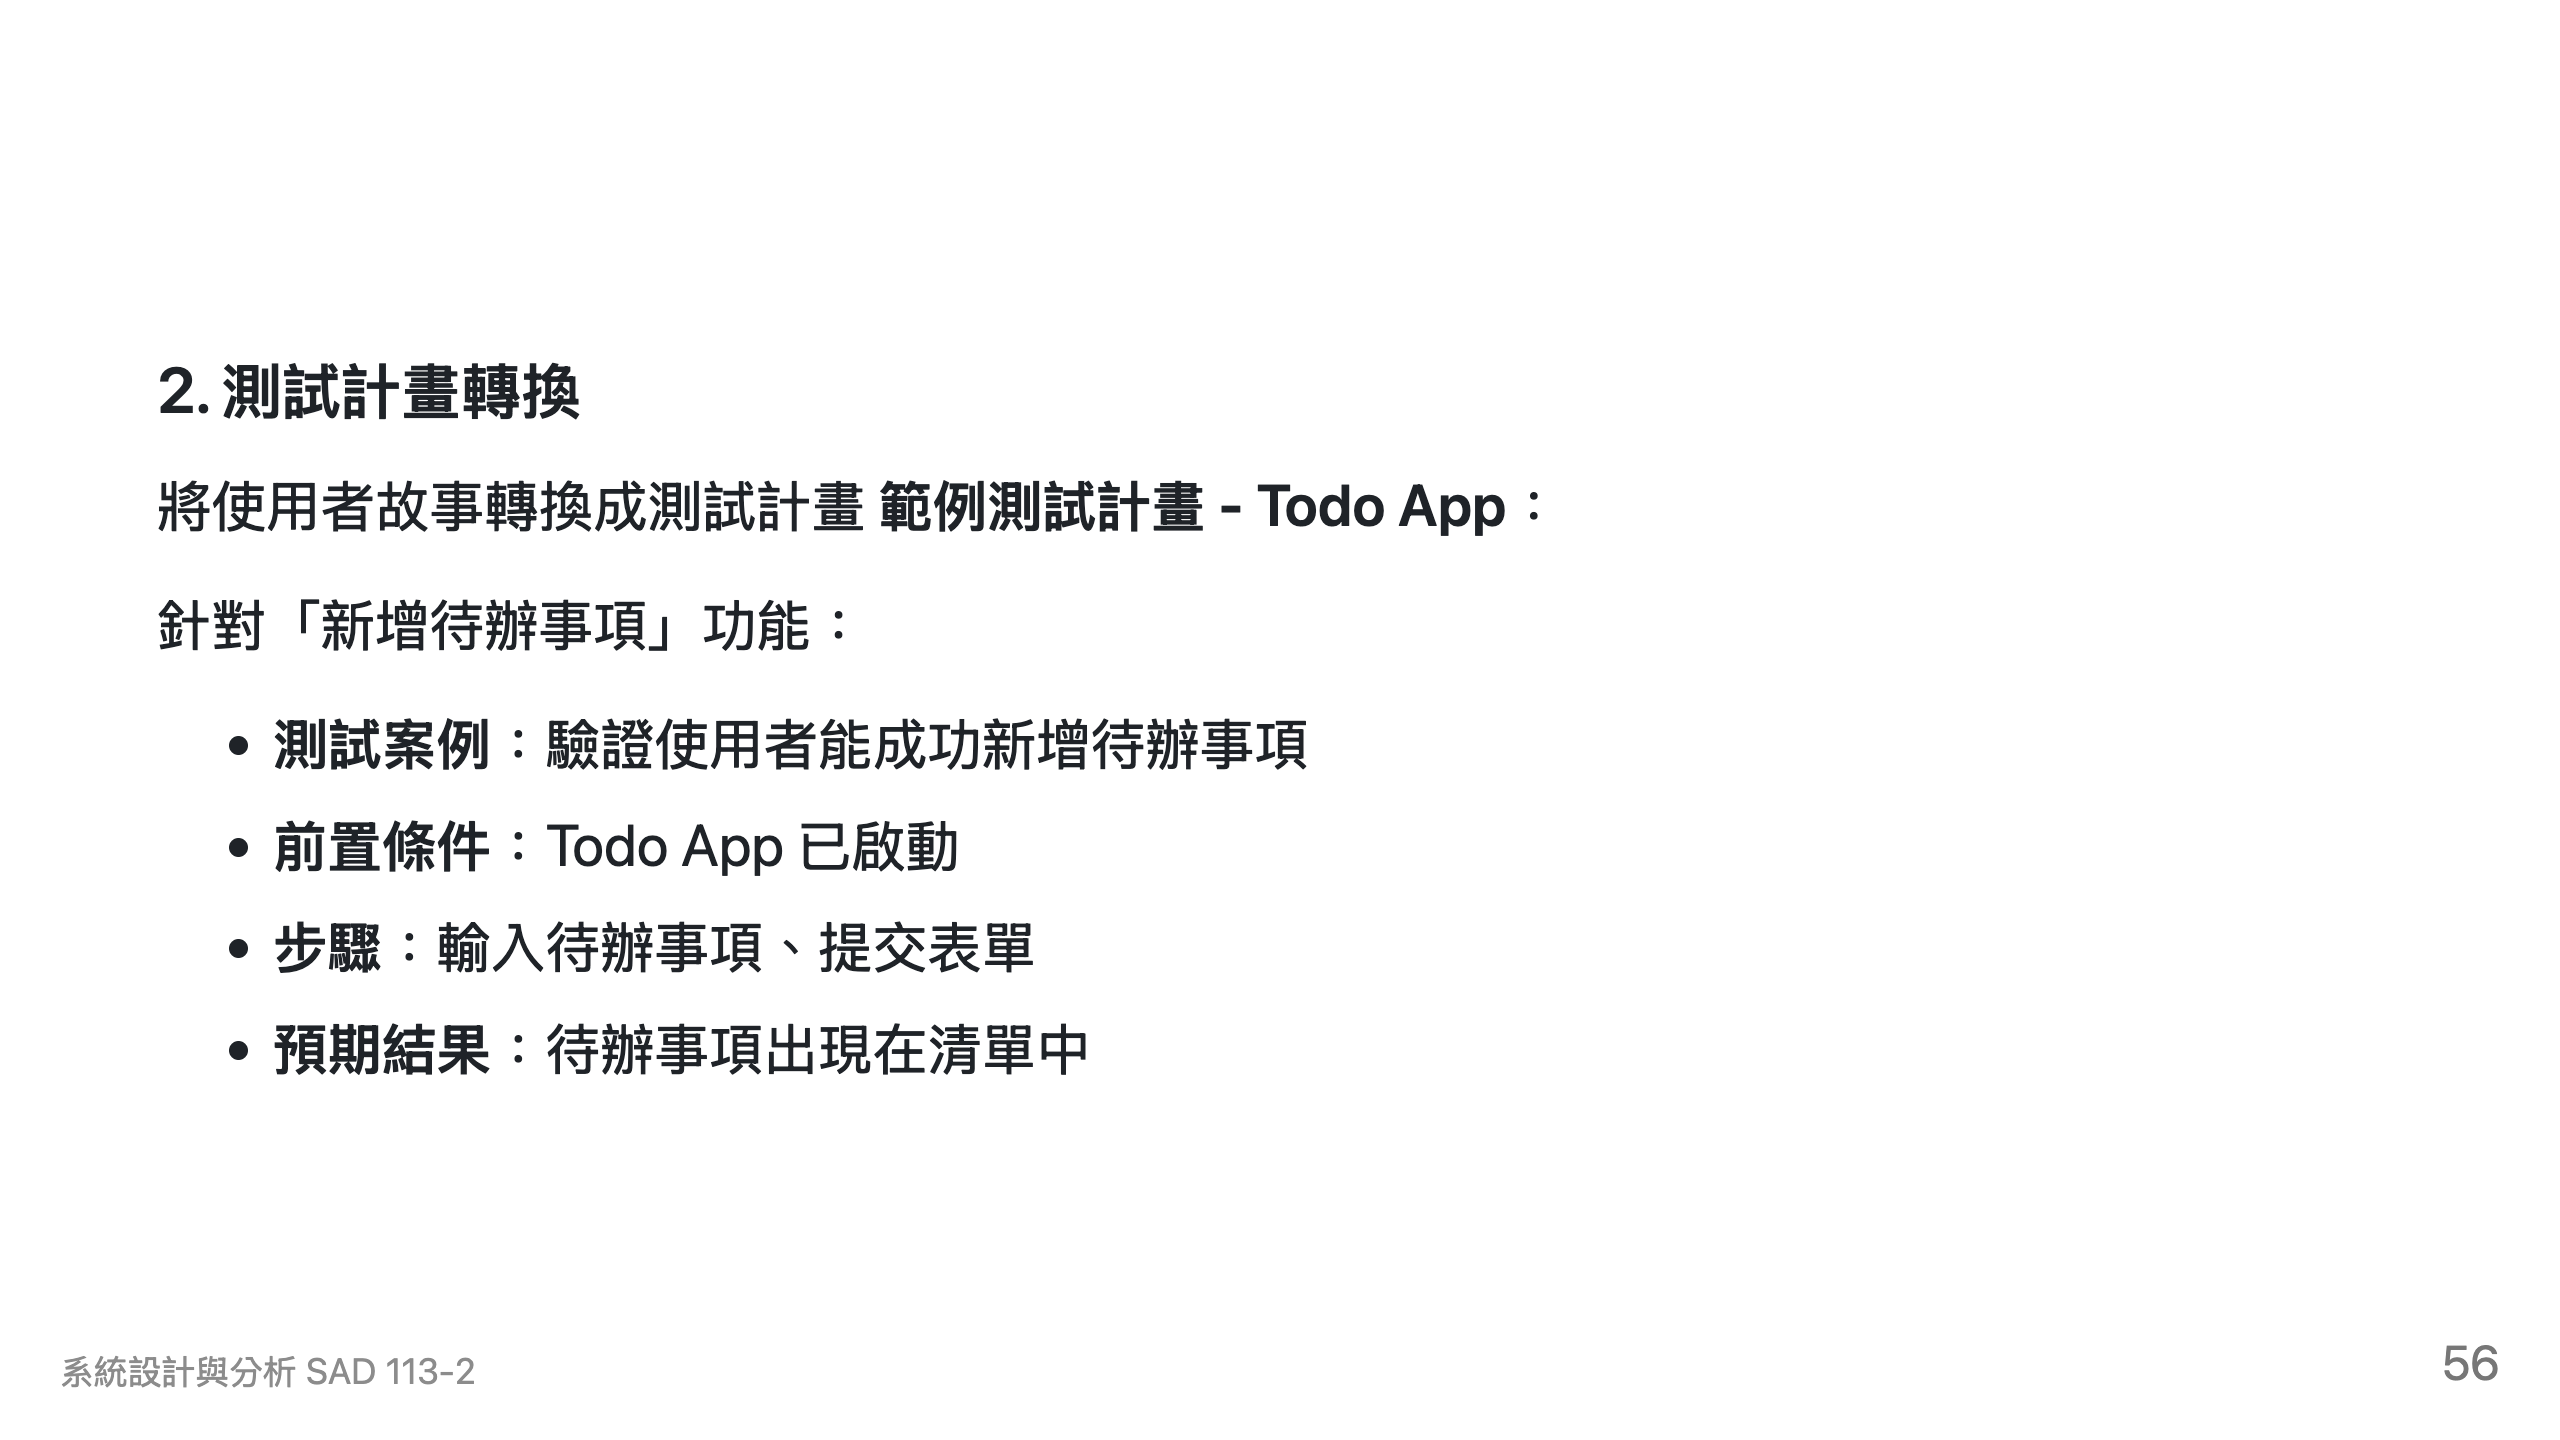 2. 測試計畫轉換
將使用者故事轉換成測試計畫 範例測試計畫 - Todo App：
針對「新增待辦事項」功能：
• 測試案例：驗證使用者能成功新增待辦事項
• 前置條件：Todo App 已啟動
• 步驟：輸入待辦事項、提交表單
• 預期結果：待辦事項出現在清單中
系統設計與分析 SAD 113-2
56